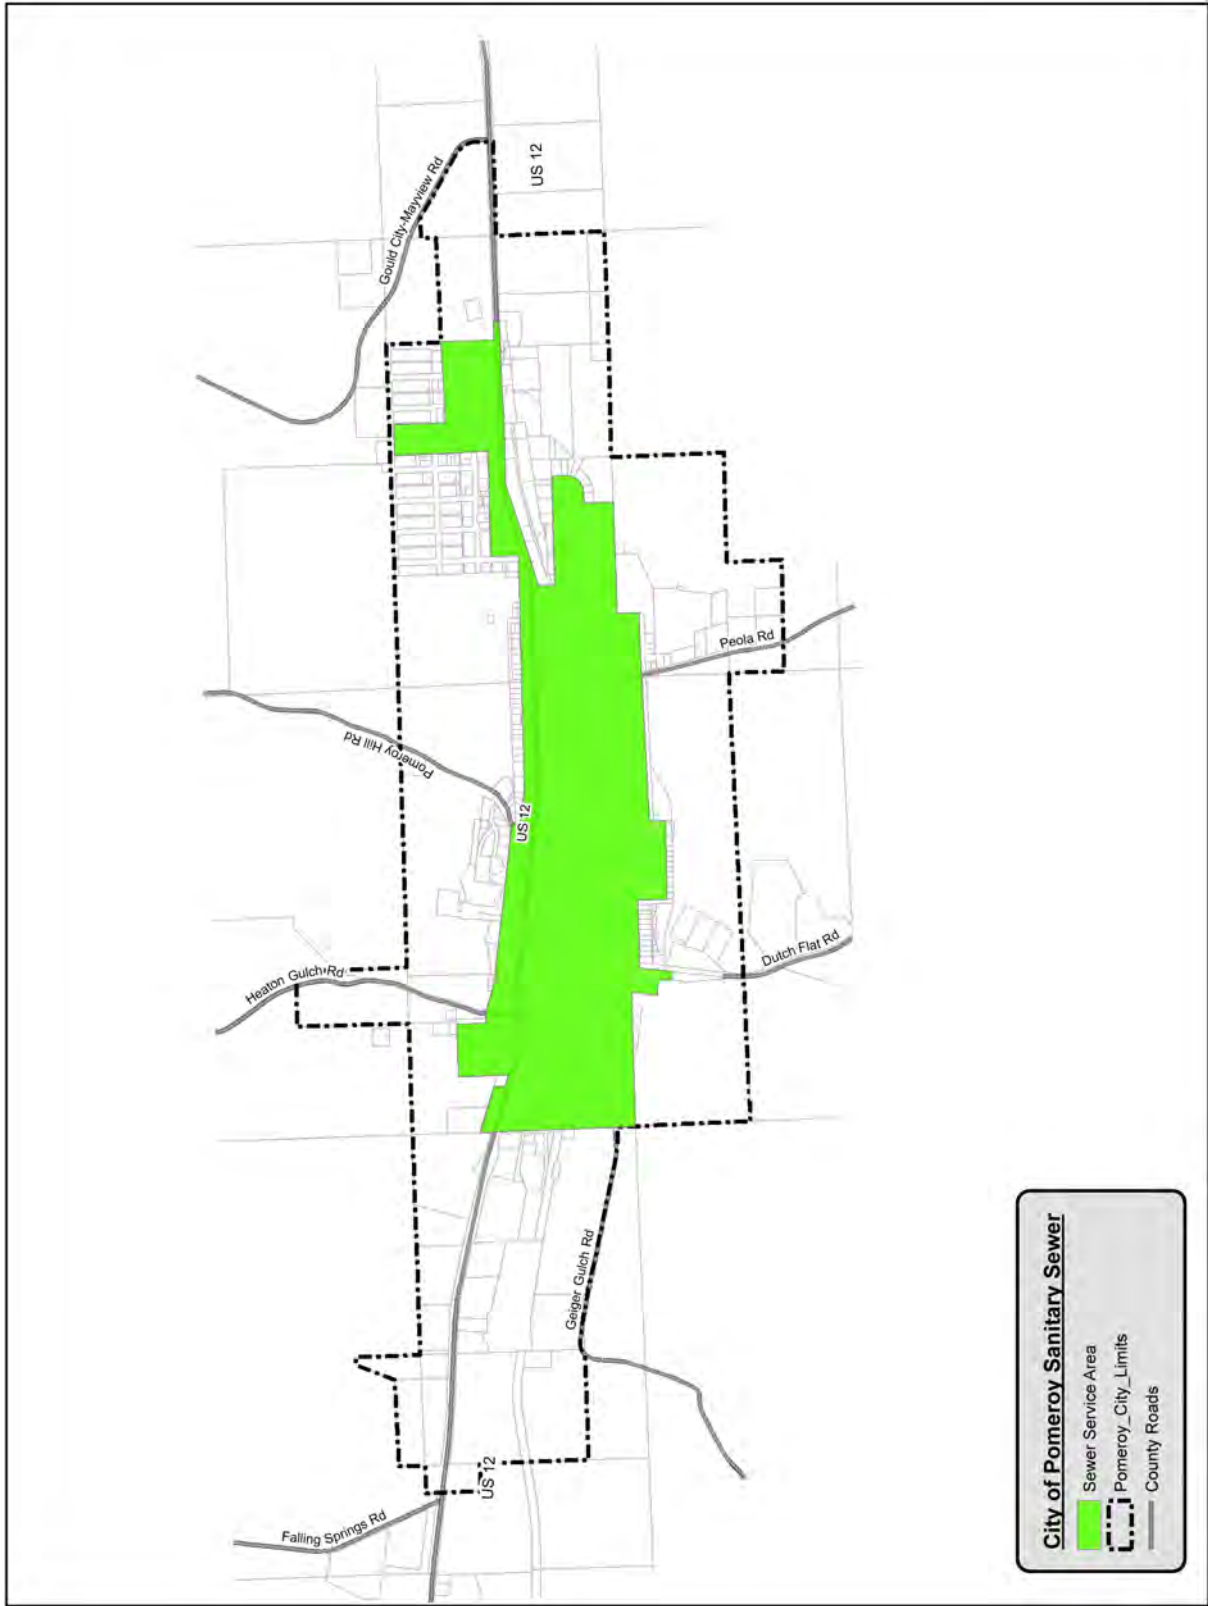 Gould City-Mayview Rd
US 12
Pomeroy Hill Rd
Peola Rd
US 12
Heaton Gulch Rd
Dutch Flat Rd
Geiger Gulch Rd
US 12
Falling Springs Rd
City of Pomeroy Sanitary Sewer
Sewer Service Area
Pomeroy_City_Limits
County Roads